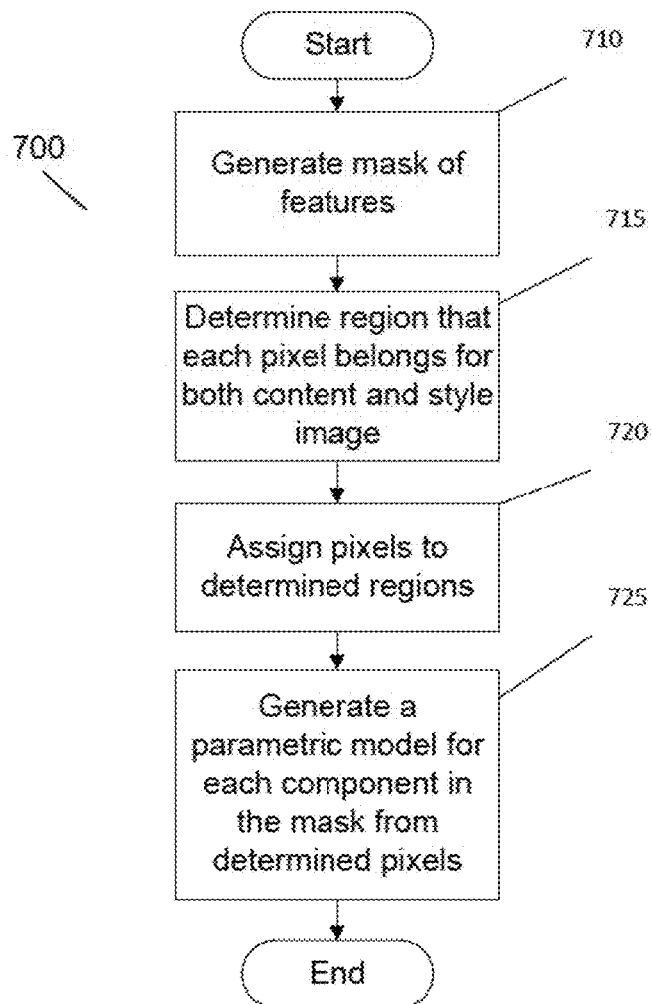 Start
710
700
Generate mask of
features
715
Determine region that
each pixel belongs for
both content and style
image
720
Assign pixels to
determined regions
725
Generate a
parametric model for
each component in
the mask from
determined pixels
End